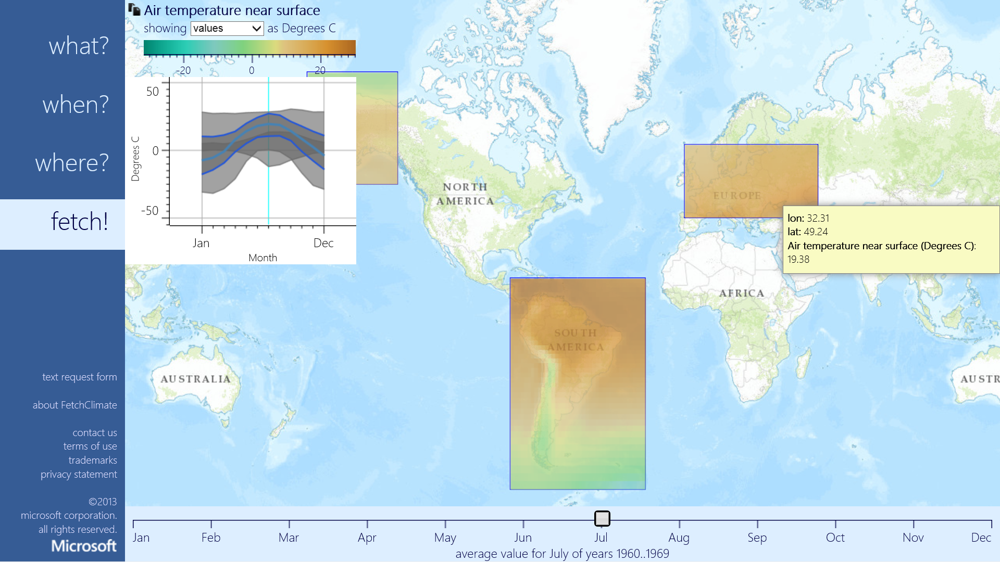 what?
when?
where?
fetch!
text request form
about FetchClimate
contact us
terms of use
trademarks
privacy statement
©2013
microsoft corporation.
all rights reserved.
Microsoft
Air temperature near surface
showing values as Degrees C
-20 0 20
50
0
-50
Degrees C
Jan Dec
Month
NORTH
AMERICA
EUROPE
lon: 32.31
lat: 49.24
Air temperature near surface (Degrees C):
19.38
AFRICA
SOUTH
AMERICA
AUSTRALIA
AUSTR
Jan Feb Mar Apr May Jun Jul Aug Sep Oct Nov Dec
average value for July of years 1960..1969